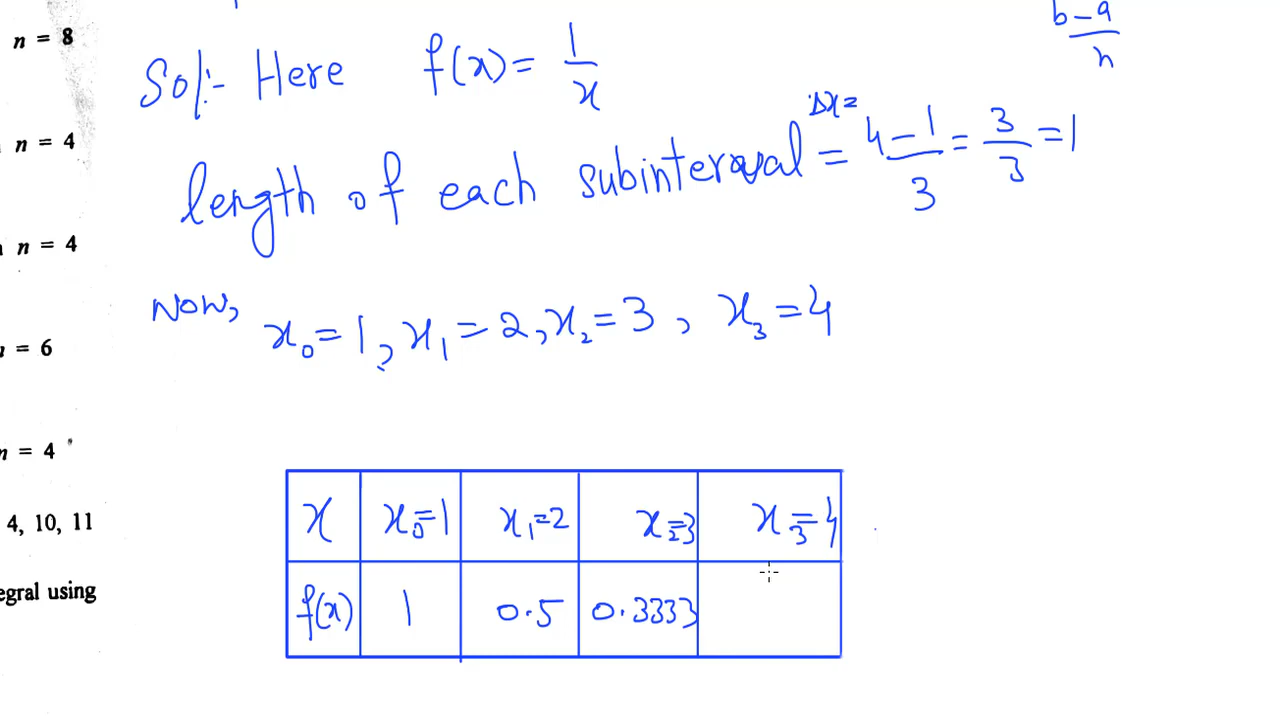 n = 8
Sol:- Here f(x) = 1/x
b-a/n
n = 4
length of each subinterval = Δx = 4-1/3 = 3/3 = 1
n = 4
Now,
x₀ = 1, x₁ = 2, x₂ = 3, x₃ = 4
= 6
n = 4
x x₀=1 x₁=2 x₂=3 x₃=4
4, 10, 11
egral using
f(x) 1 0.5 0.3333